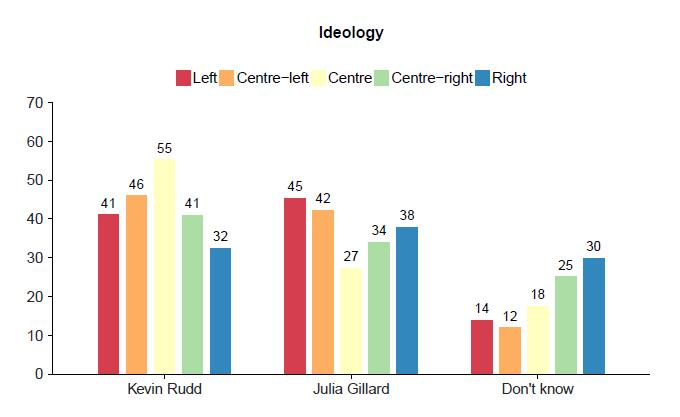 Ideology
Left Centre-left Centre Centre-right Right
70
60
50
40
30
20
10
0
41 46 55 41 32
45 42 27 34 38
14 12 18 25 30
Kevin Rudd Julia Gillard Don't know